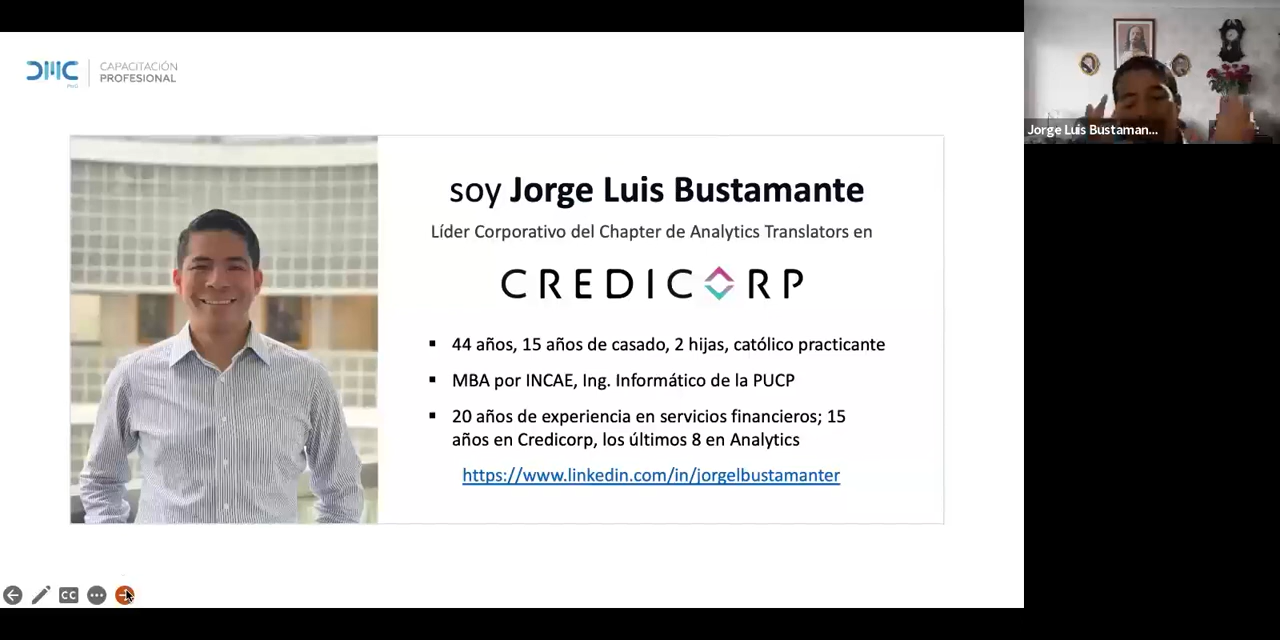 DMC
CAPACITACIÓN
PROFESIONAL
soy Jorge Luis Bustamante
Líder Corporativo del Chapter de Analytics Translators en
CREDICORP
▪ 44 años, 15 años de casado, 2 hijas, católico practicante
▪ MBA por INCAE, Ing. Informático de la PUCP
▪ 20 años de experiencia en servicios financieros; 15
años en Credicorp, los últimos 8 en Analytics
https://www.linkedin.com/in/jorgelbustamanter
CC
Jorge Luis Bustaman...